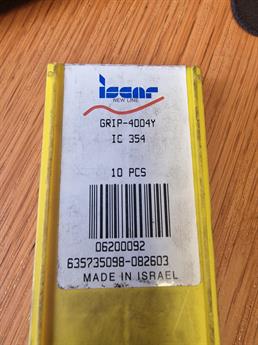 iscar
NEW LINE
GRIP-4004Y
IC 354
10 PCS
06200092
635735098-082603
MADE IN ISRAEL